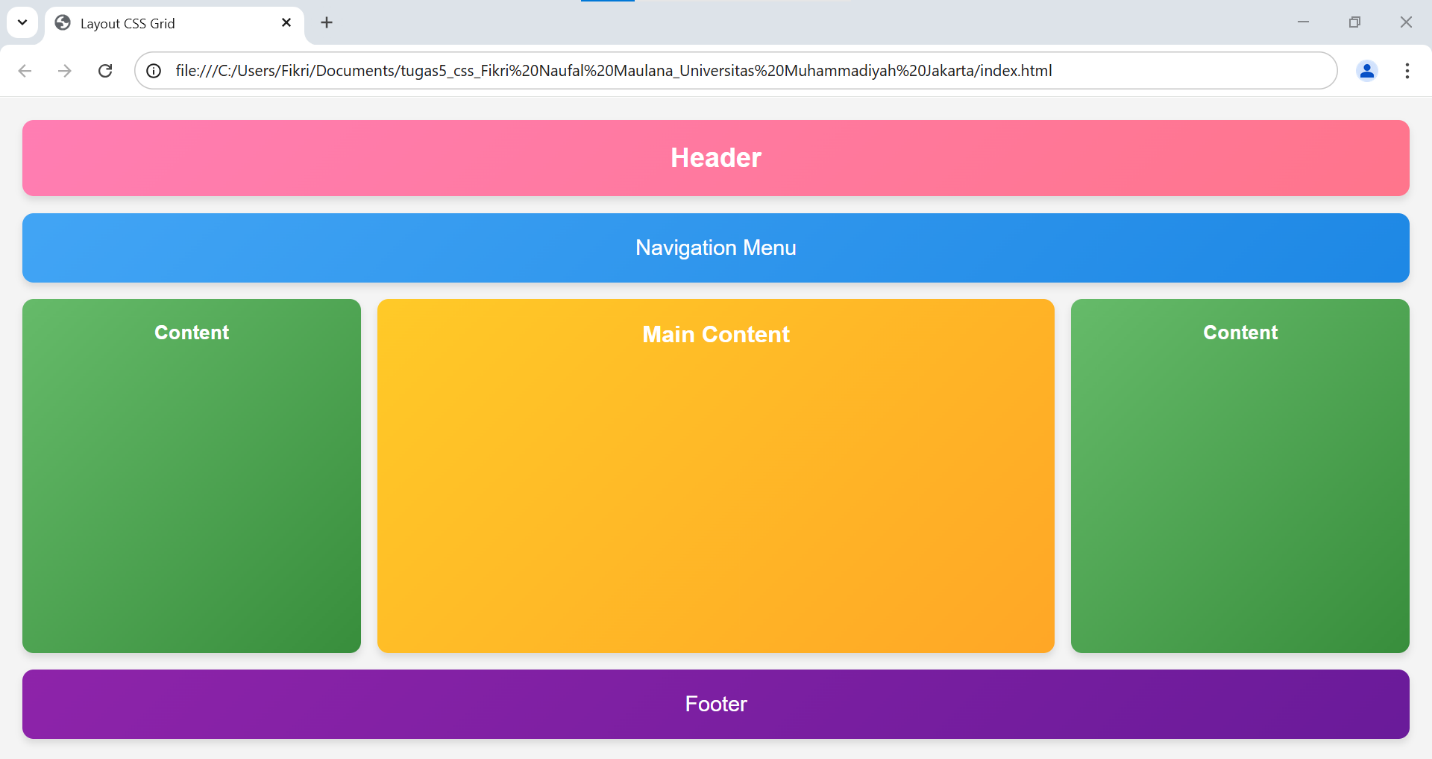 Layout CSS Grid
file:///C:/Users/Fikri/Documents/tugas5_css_Fikri%20Naufal%20Maulana_Universitas%20Muhammadiyah%20Jakarta/index.html
Header
Navigation Menu
Content
Main Content
Content
Footer